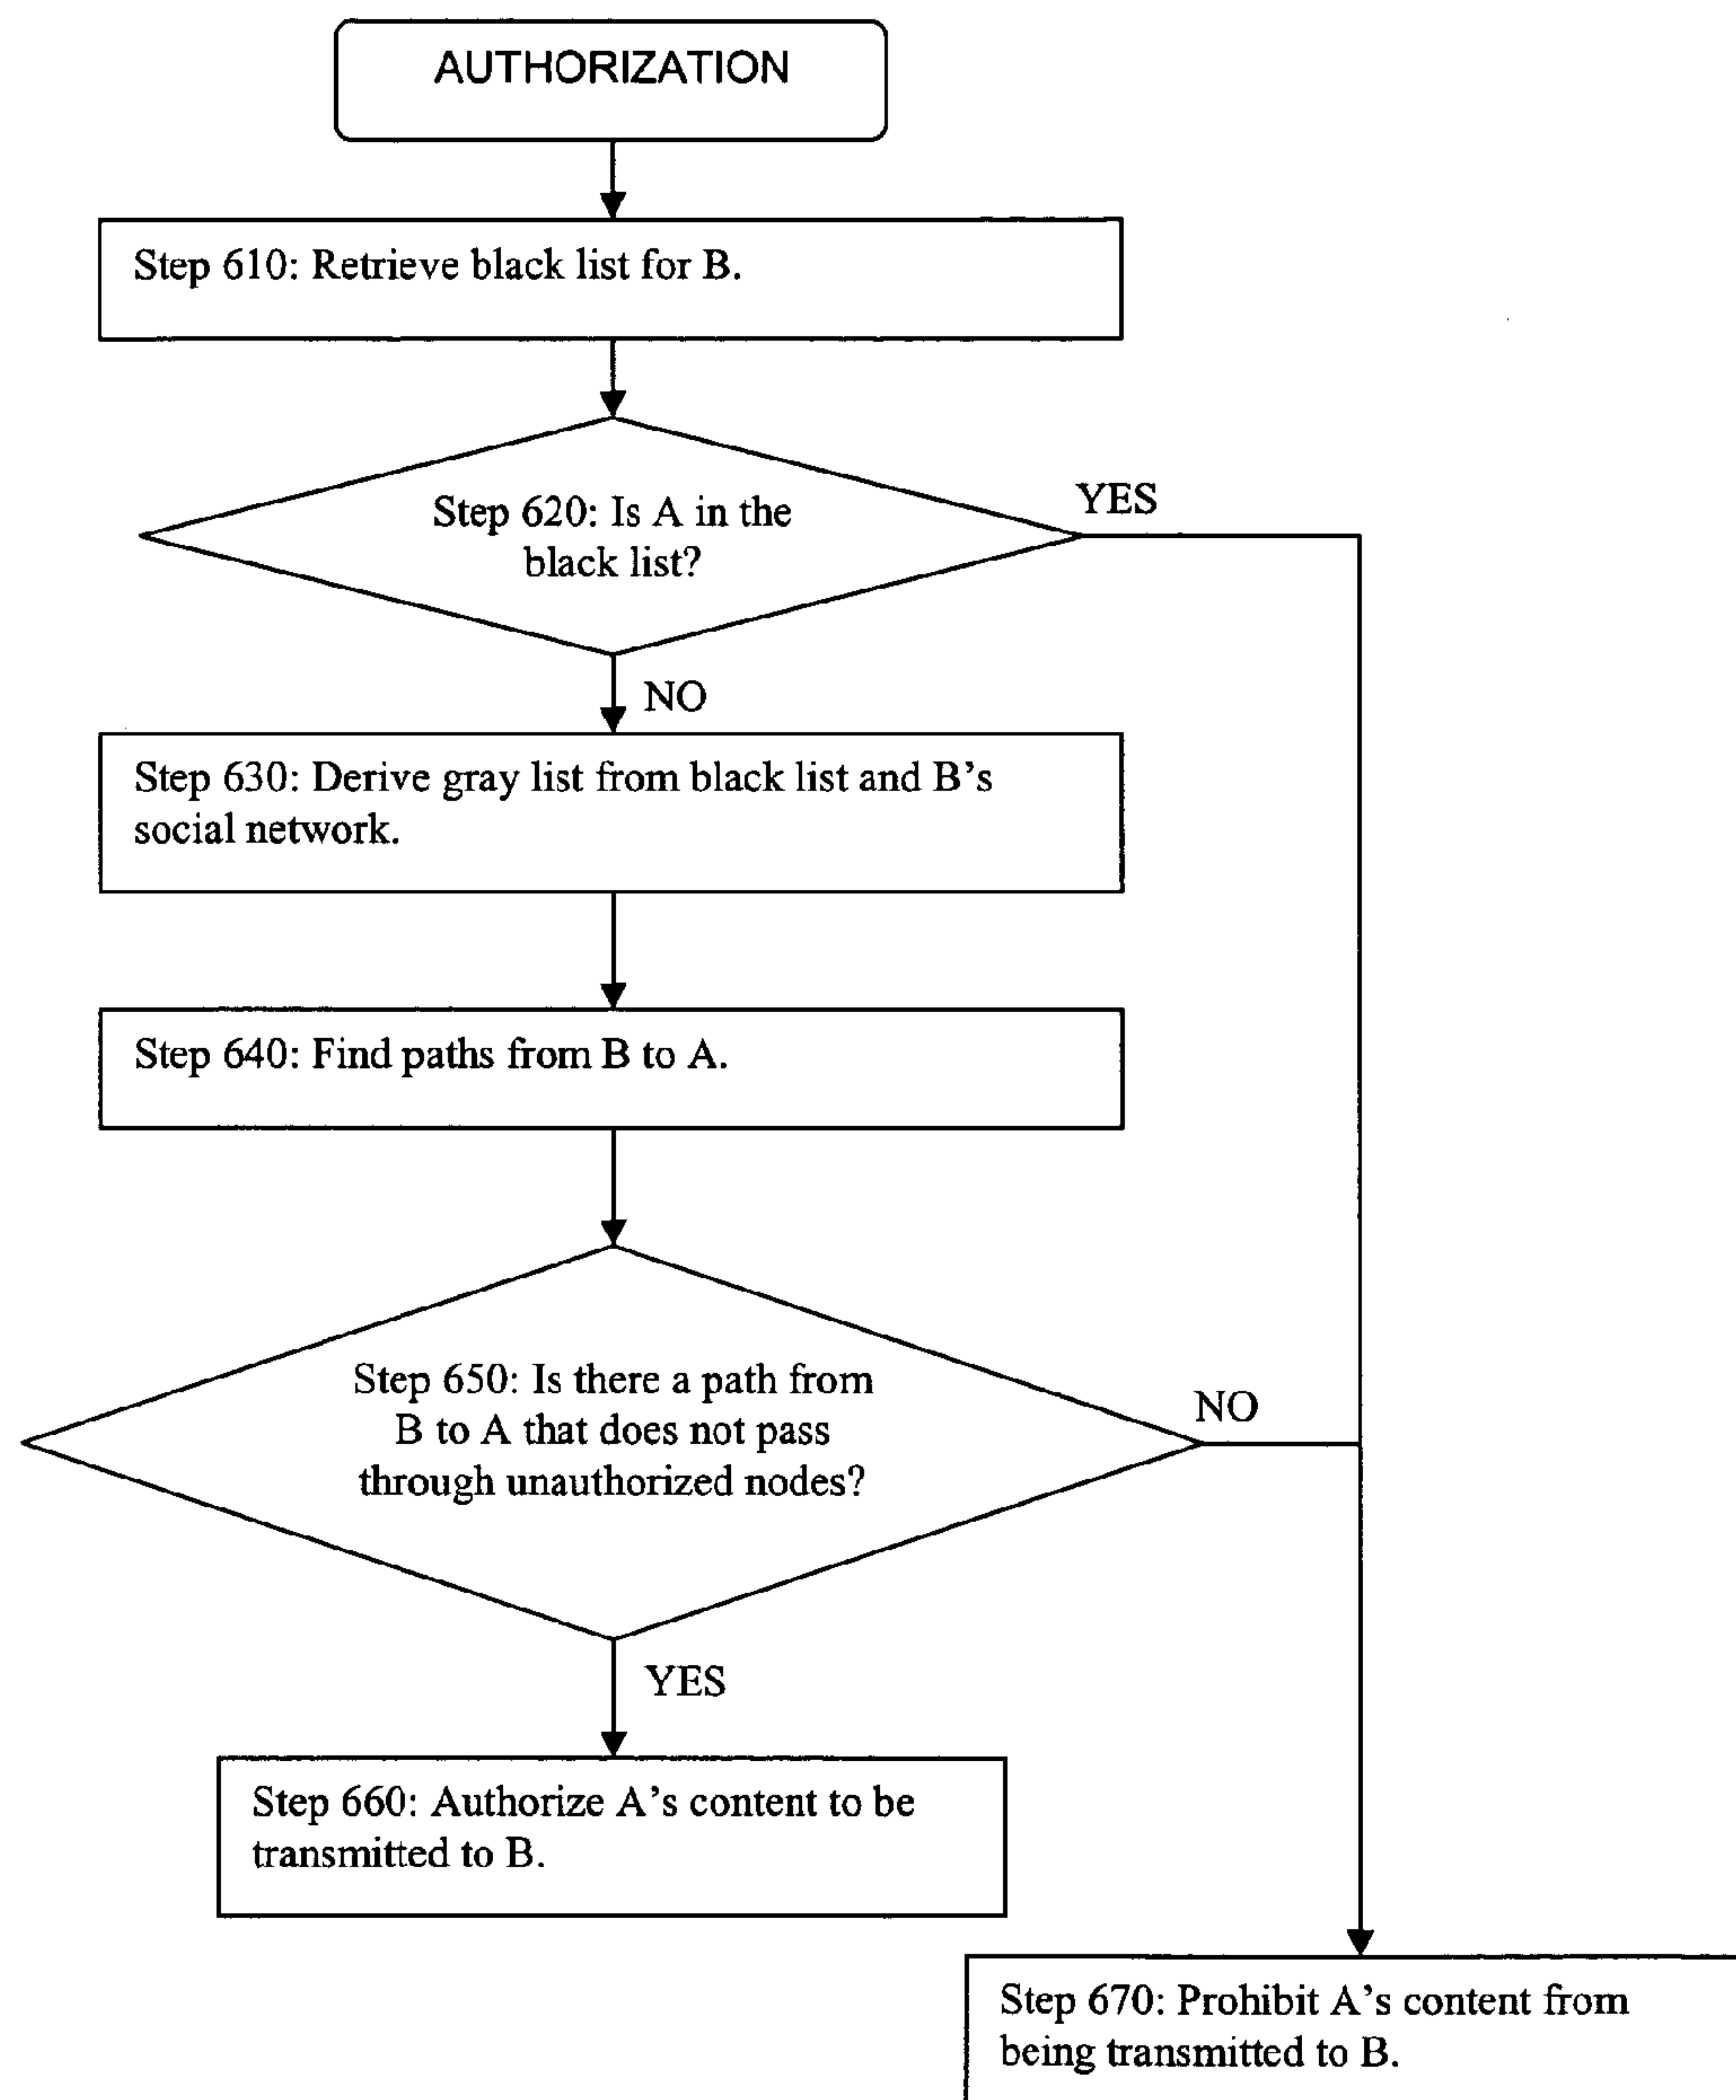 AUTHORIZATION
Step 610: Retrieve black list for B.
Step 620: Is A in the
black list?
YES
NO
Step 630: Derive gray list from black list and B’s
social network.
Step 640: Find paths from B to A.
Step 650: Is there a path from
B to A that does not pass
through unauthorized nodes?
NO
YES
Step 660: Authorize A’s content to be
transmitted to B.
Step 670: Prohibit A’s content from
being transmitted to B.